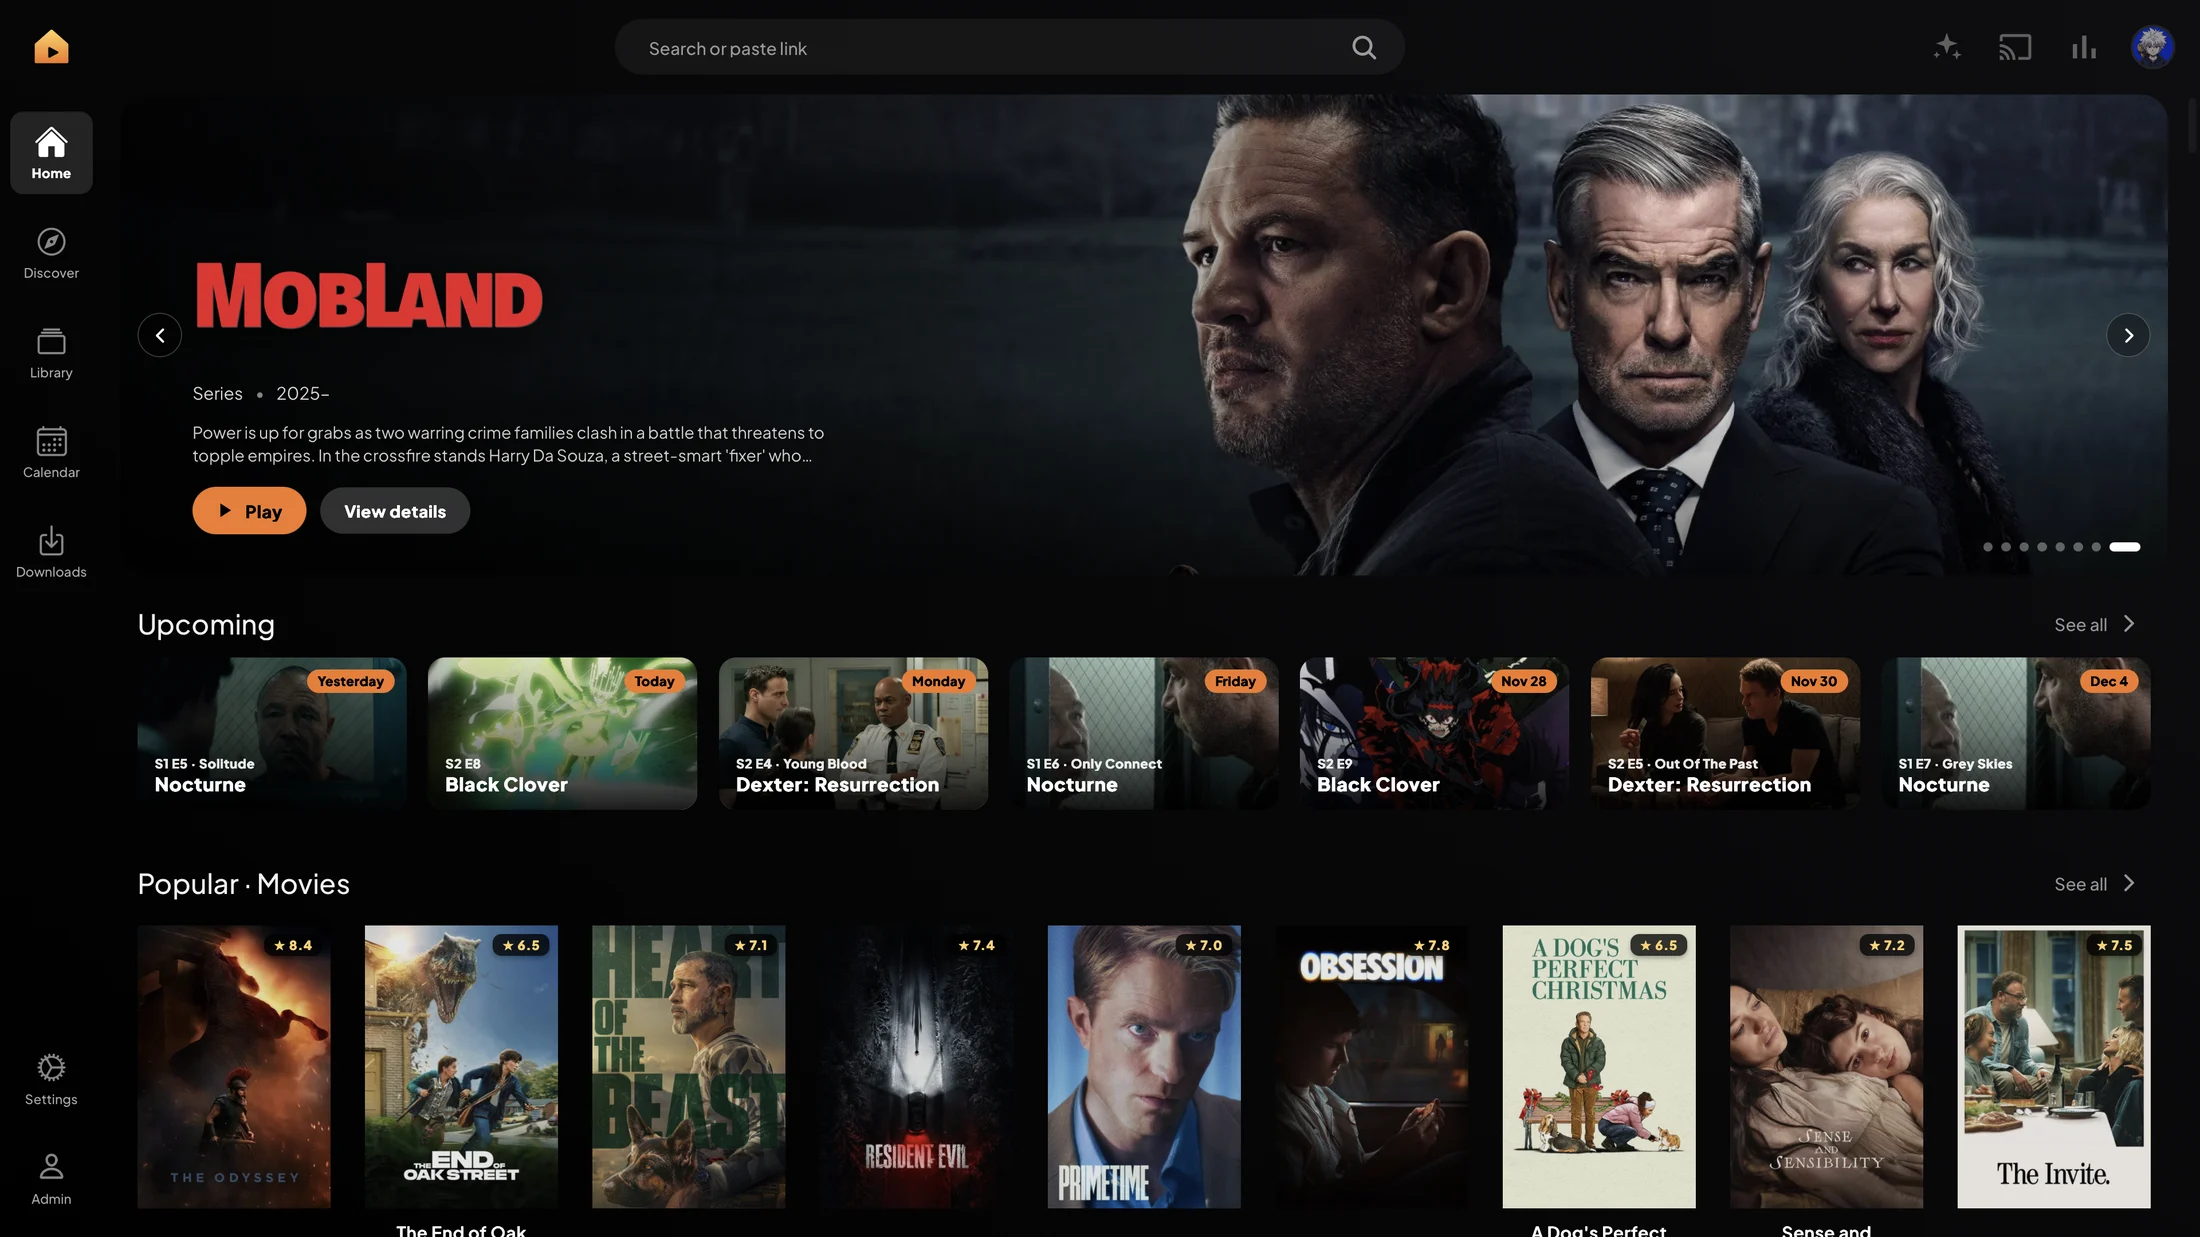 Search or paste link
Home
Discover
Library
Calendar
Downloads
Settings
Admin
MOBLAND
Series • 2025–
Power is up for grabs as two warring crime families clash in a battle that threatens to
topple empires. In the crossfire stands Harry Da Souza, a street-smart 'fixer' who...
Play
View details
Upcoming
See all
Yesterday
S1 E5 · Solitude
Nocturne
Today
S2 E8
Black Clover
Monday
S2 E4 · Young Blood
Dexter: Resurrection
Friday
S1 E6 · Only Connect
Nocturne
Nov 28
S2 E9
Black Clover
Nov 30
S2 E5 · Out Of The Past
Dexter: Resurrection
Dec 4
S1 E7 · Grey Skies
Nocturne
Popular · Movies
See all
★ 8.4
THE ODYSSEY
★ 6.5
THE END OF
OAK STREET
The End of Oak
★ 7.1
HEART
OF
THE
BEAST
★ 7.4
RESIDENT EVIL
★ 7.0
PRIMETIME
★ 7.8
OBSESSION
★ 6.5
A DOG'S
PERFECT
CHRISTMAS
A Dog's Perfect
★ 7.2
SENSE
AND
SENSIBILITY
Sense and
★ 7.5
The Invite.